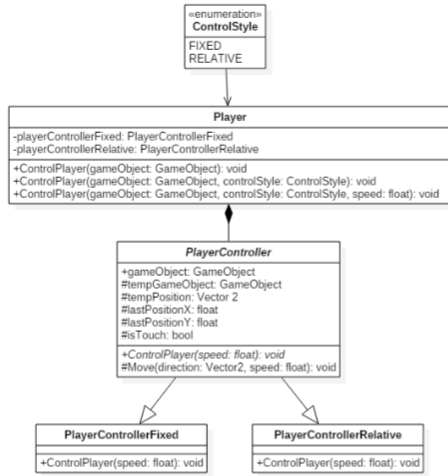 «enumeration»
ControlStyle
FIXED
RELATIVE
Player
-playerControllerFixed: PlayerControllerFixed
-playerControllerRelative: PlayerControllerRelative
+ControlPlayer(gameObject: GameObject): void
+ControlPlayer(gameObject: GameObject, controlStyle: ControlStyle): void
+ControlPlayer(gameObject: GameObject, controlStyle: ControlStyle, speed: float): void
PlayerController
+gameObject: GameObject
#tempGameObject: GameObject
#tempPosition: Vector 2
#lastPositionX: float
#lastPositionY: float
#isTouch: bool
+ControlPlayer(speed: float): void
#Move(direction: Vector2, speed: float): void
PlayerControllerFixed
+ControlPlayer(speed: float): void
PlayerControllerRelative
+ControlPlayer(speed: float): void